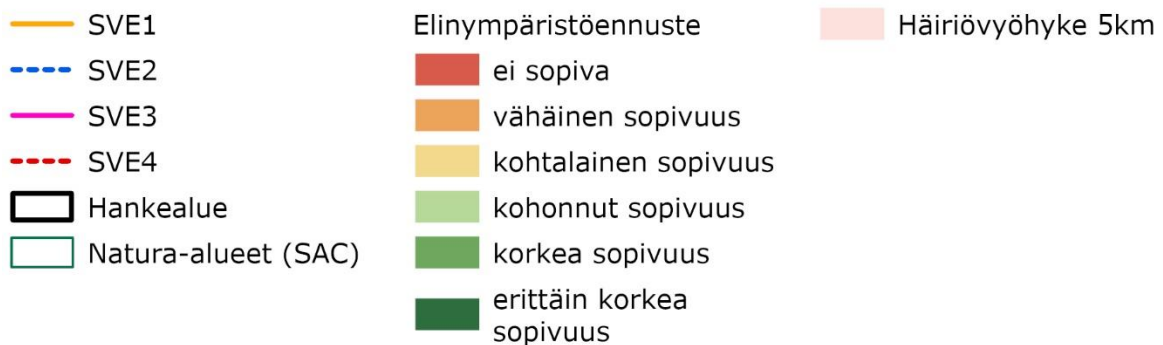 SVE1
SVE2
SVE3
SVE4
Hankealue
Natura-alueet (SAC)
Elinympäristöennuste
ei sopiva
vähäinen sopivuus
kohtalainen sopivuus
kohonnut sopivuus
korkea sopivuus
erittäin korkea
sopivuus
Häiriövyöhyke 5km